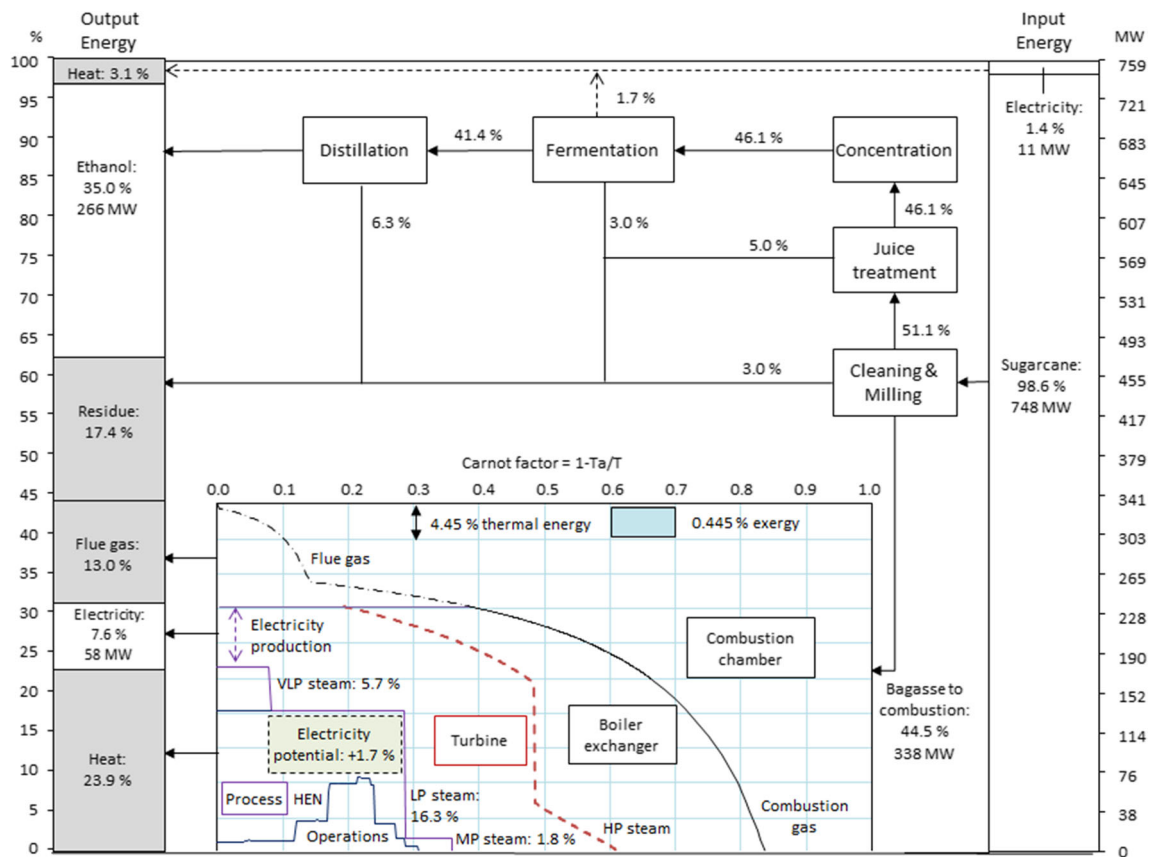 Output
Energy
Input
Energy
%
MW
100
95
90
85
80
75
70
65
60
55
50
45
40
35
30
25
20
15
10
5
0
Heat: 3.1 %
Ethanol:
35.0 %
266 MW
Residue:
17.4 %
Flue gas:
13.0 %
Electricity:
7.6 %
58 MW
Heat:
23.9 %
1.7 %
Distillation
41.4 %
Fermentation
46.1 %
Concentration
6.3 %
3.0 %
46.1 %
5.0 %
Juice
treatment
51.1 %
3.0 %
Cleaning &
Milling
Electricity:
1.4 %
11 MW
Sugarcane:
98.6 %
748 MW
Bagasse to
combustion:
44.5 %
338 MW
759
721
683
645
607
569
531
493
455
417
379
341
303
265
228
190
152
114
76
38
0
Carnot factor = 1-Ta/T
0.0 0.1 0.2 0.3 0.4 0.5 0.6 0.7 0.8 0.9 1.0
4.45 % thermal energy
0.445 % exergy
Flue gas
Electricity
production
Combustion
chamber
VLP steam: 5.7 %
Electricity
potential: +1.7 %
Turbine
Boiler
exchanger
Process
HEN
Operations
LP steam:
16.3 %
MP steam: 1.8 %
HP steam
Combustion
gas